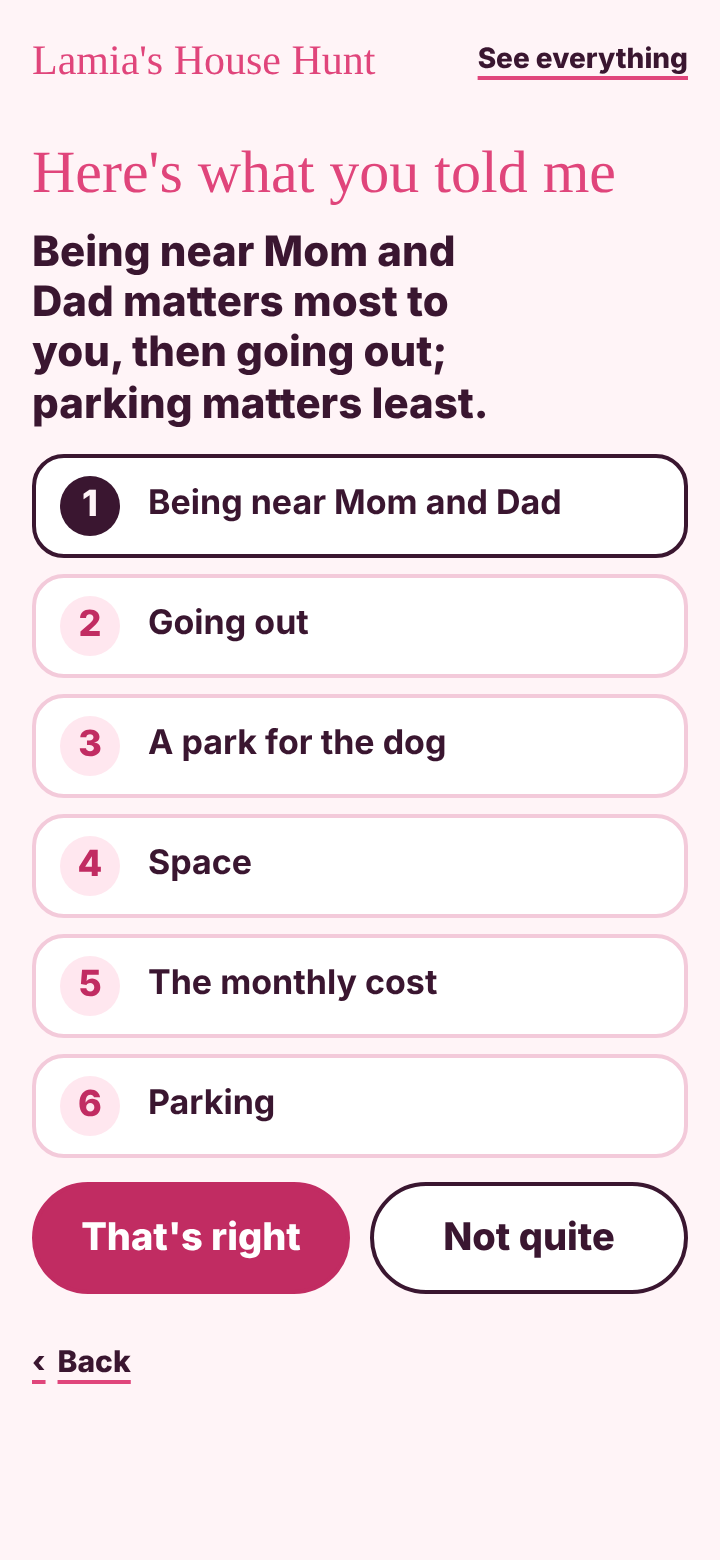 Lamia's House Hunt
See everything
Here's what you told me
Being near Mom and
Dad matters most to
you, then going out;
parking matters least.
1 Being near Mom and Dad
2 Going out
3 A park for the dog
4 Space
5 The monthly cost
6 Parking
That's right
Not quite
‹ Back